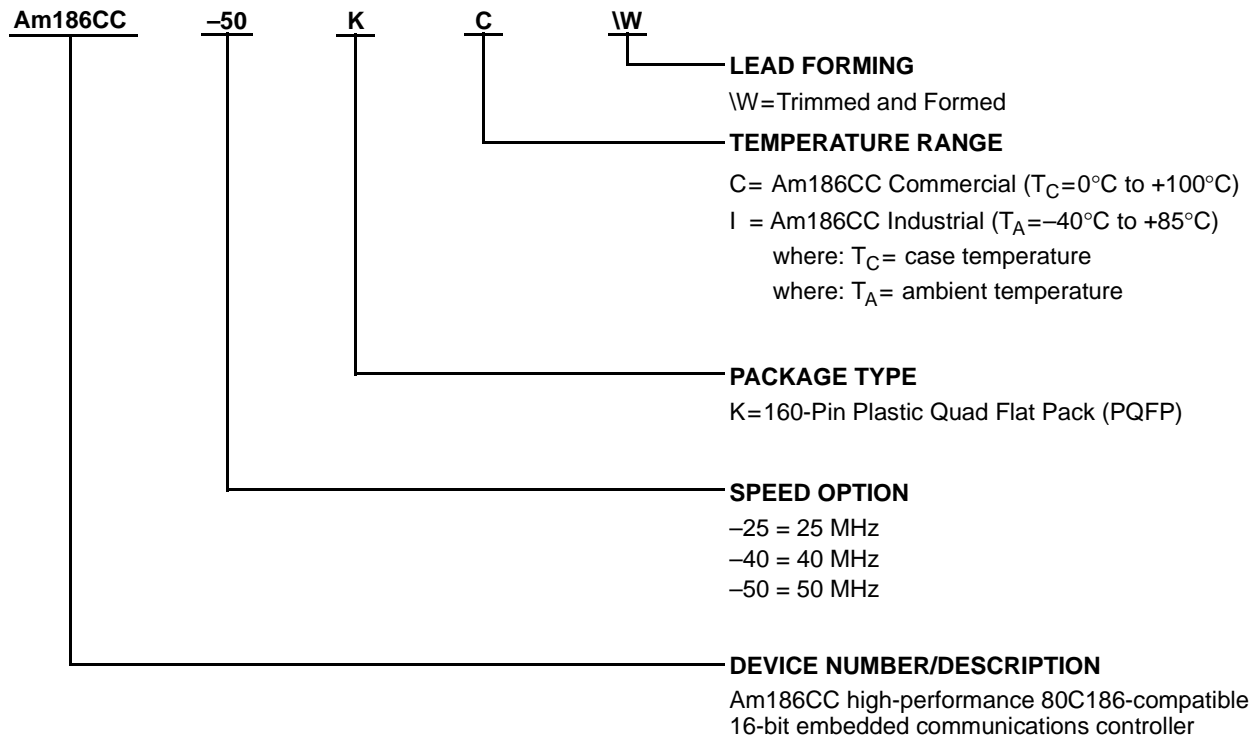 Am186CC –50 K C \W
LEAD FORMING
\W=Trimmed and Formed
TEMPERATURE RANGE
C= Am186CC Commercial (TC=0°C to +100°C)
I = Am186CC Industrial (TA=–40°C to +85°C)
where: TC= case temperature
where: TA= ambient temperature
PACKAGE TYPE
K=160-Pin Plastic Quad Flat Pack (PQFP)
SPEED OPTION
–25 = 25 MHz
–40 = 40 MHz
–50 = 50 MHz
DEVICE NUMBER/DESCRIPTION
Am186CC high-performance 80C186-compatible
16-bit embedded communications controller